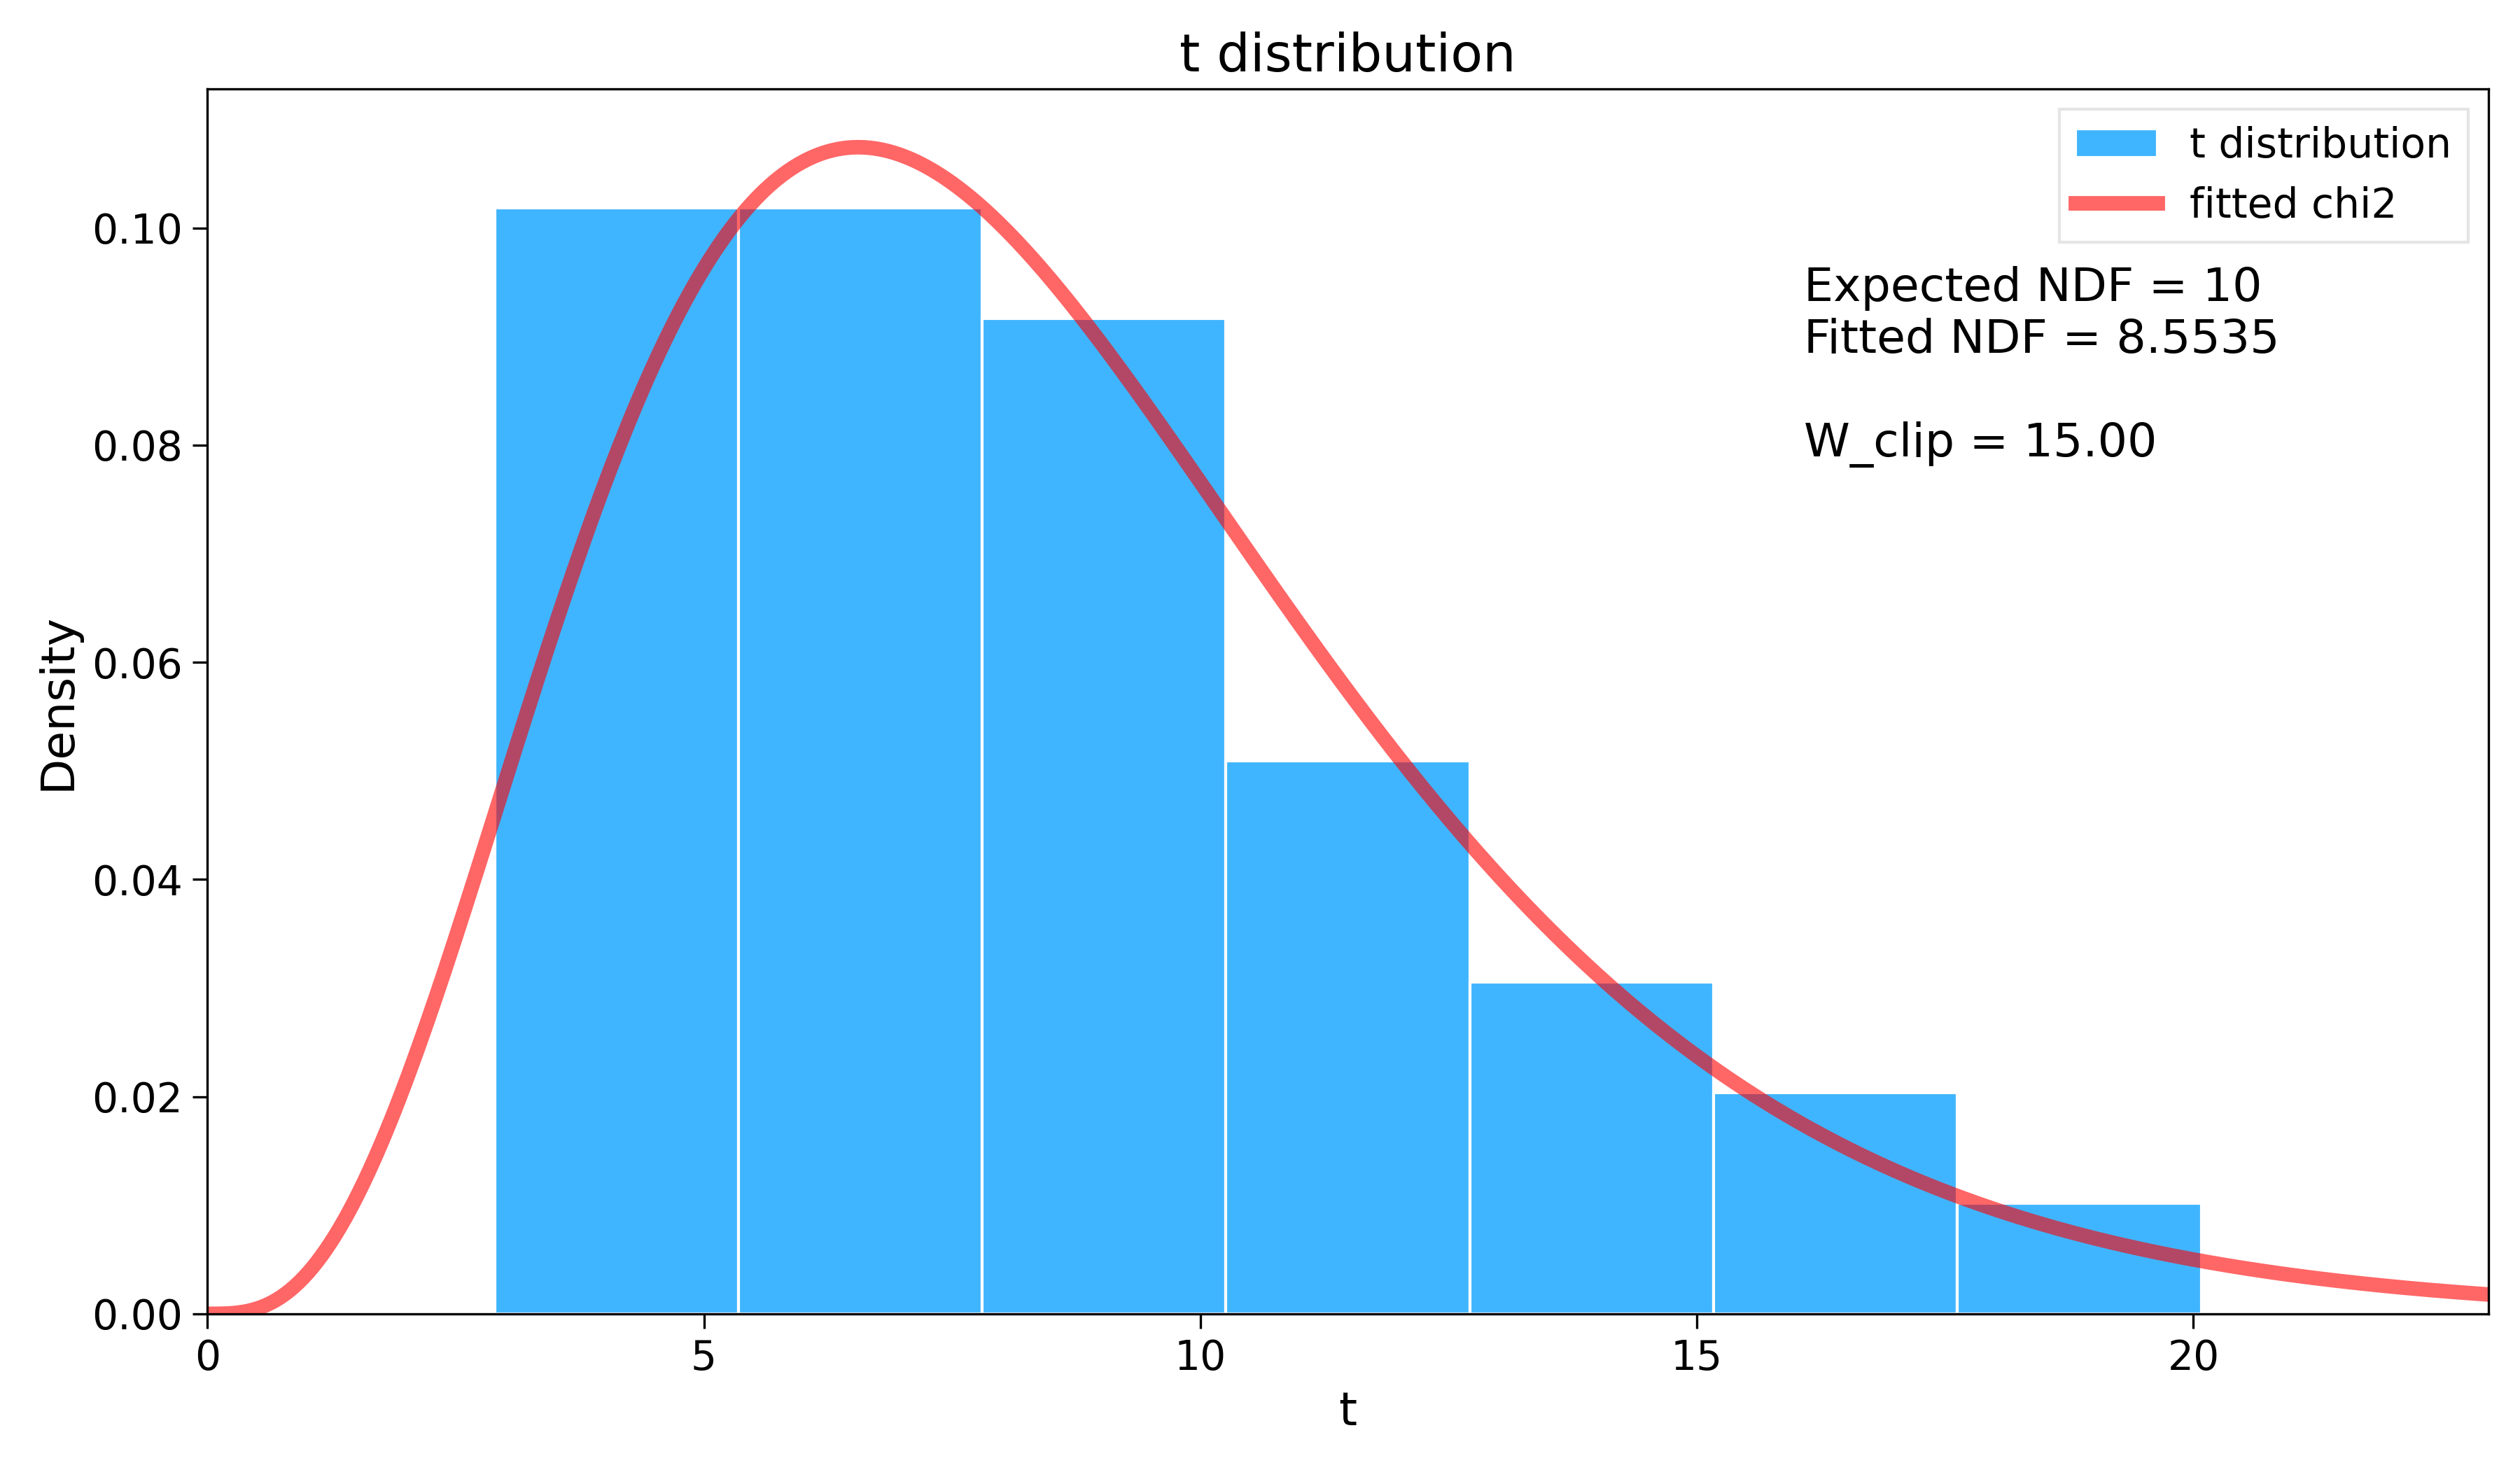 t distribution
t distribution
fitted chi2
Expected NDF = 10
Fitted NDF = 8.5535
W_clip = 15.00
Density
0.10
0.08
0.06
0.04
0.02
0.00
0 5 10 15 20
t